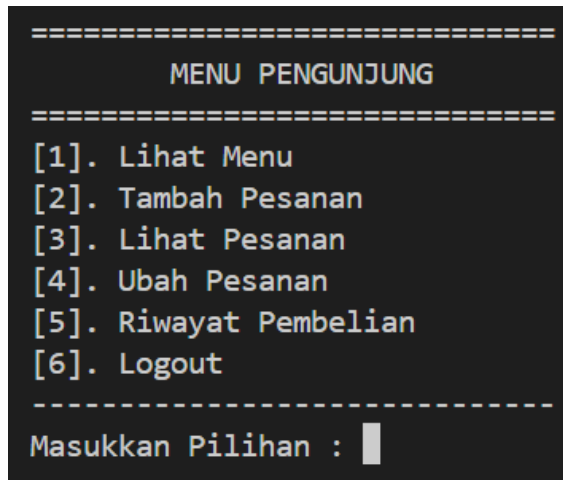 ==============================
MENU PENGUNJUNG
==============================
[1]. Lihat Menu
[2]. Tambah Pesanan
[3]. Lihat Pesanan
[4]. Ubah Pesanan
[5]. Riwayat Pembelian
[6]. Logout
------------------------------
Masukkan Pilihan :